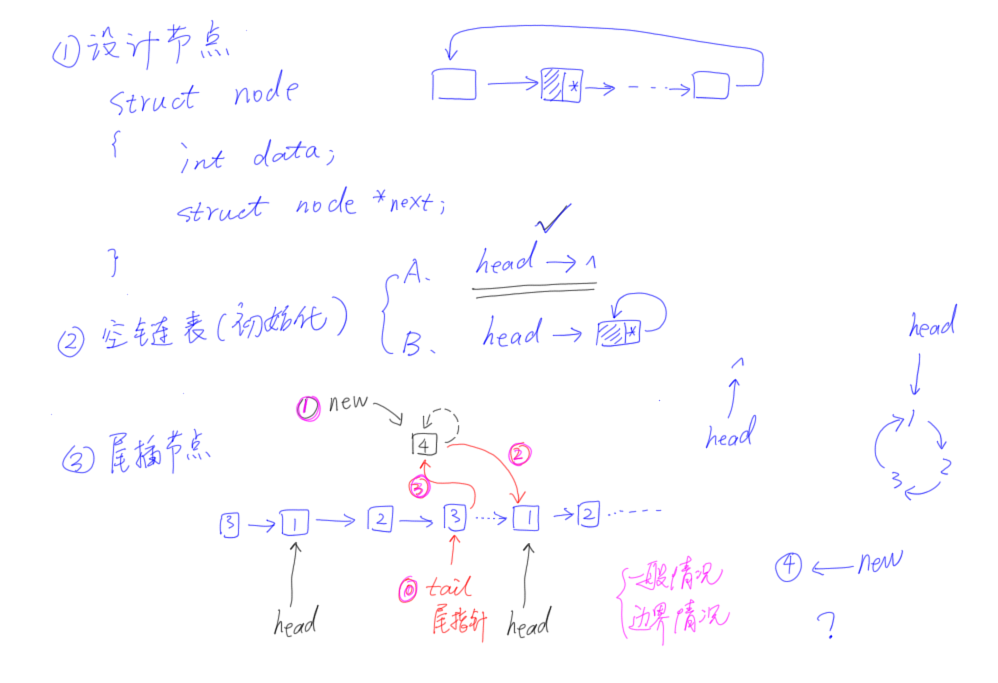 ① 设计节点
struct node
{
int data;
struct node *next;
}
*
② 空链表(初始化)
A、 head → ^
B、 head → *
^
head
head
1
2
3
③ 尾插节点
① new
4
②
③
3 → 1 → 2 → 3 ··→ 1 → 2 ······
head
⓪ tail
尾指针
head
一般情况
边界情况
④ ← new
?